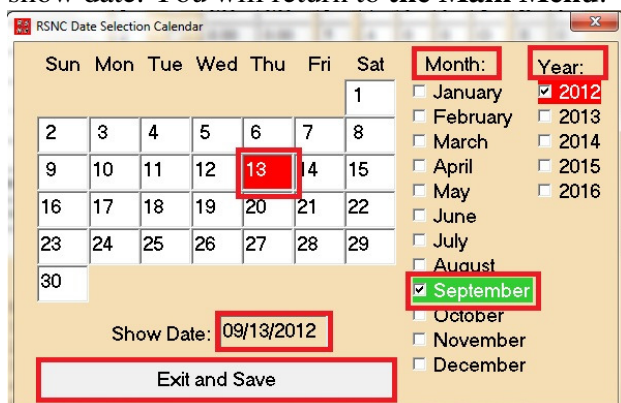 show date. You will return to the Main Menu.
RSNC Date Selection Calendar
x
Sun Mon Tue Wed Thu Fri Sat
1
2 3 4 5 6 7 8
9 10 11 12 13 14 15
16 17 18 19 20 21 22
23 24 25 26 27 28 29
30
Show Date: 09/13/2012
Exit and Save
Month:
January
February
March
April
May
June
July
August
September
October
November
December
Year:
2012
2013
2014
2015
2016